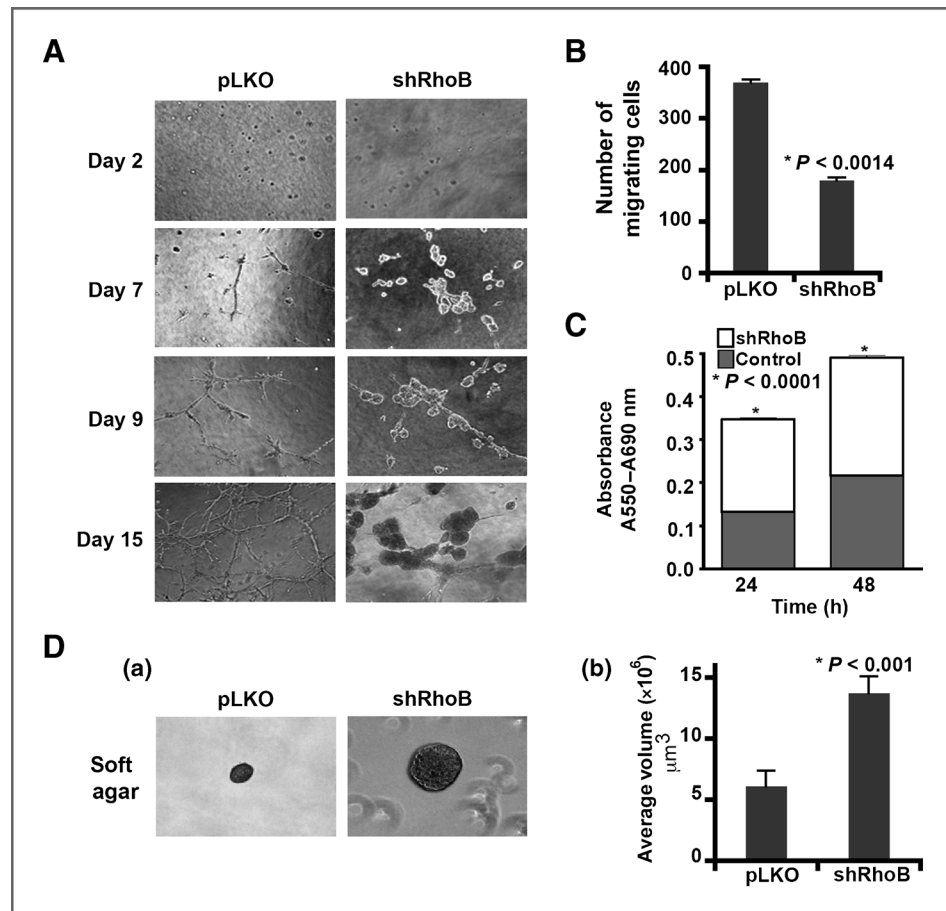 A
pLKO
shRhoB
Day 2
Day 7
Day 9
Day 15
B
Number of
migrating cells
400
300
200
100
0
* P < 0.0014
pLKO
shRhoB
C
shRhoB
Control
* P < 0.0001
Absorbance
A550–A690 nm
0.5
0.4
0.3
0.2
0.1
0.0
*
*
24
48
Time (h)
D
(a)
pLKO
shRhoB
Soft
agar
(b)
Average volume (×10⁶)
µm³
15
10
5
0
* P < 0.001
pLKO
shRhoB